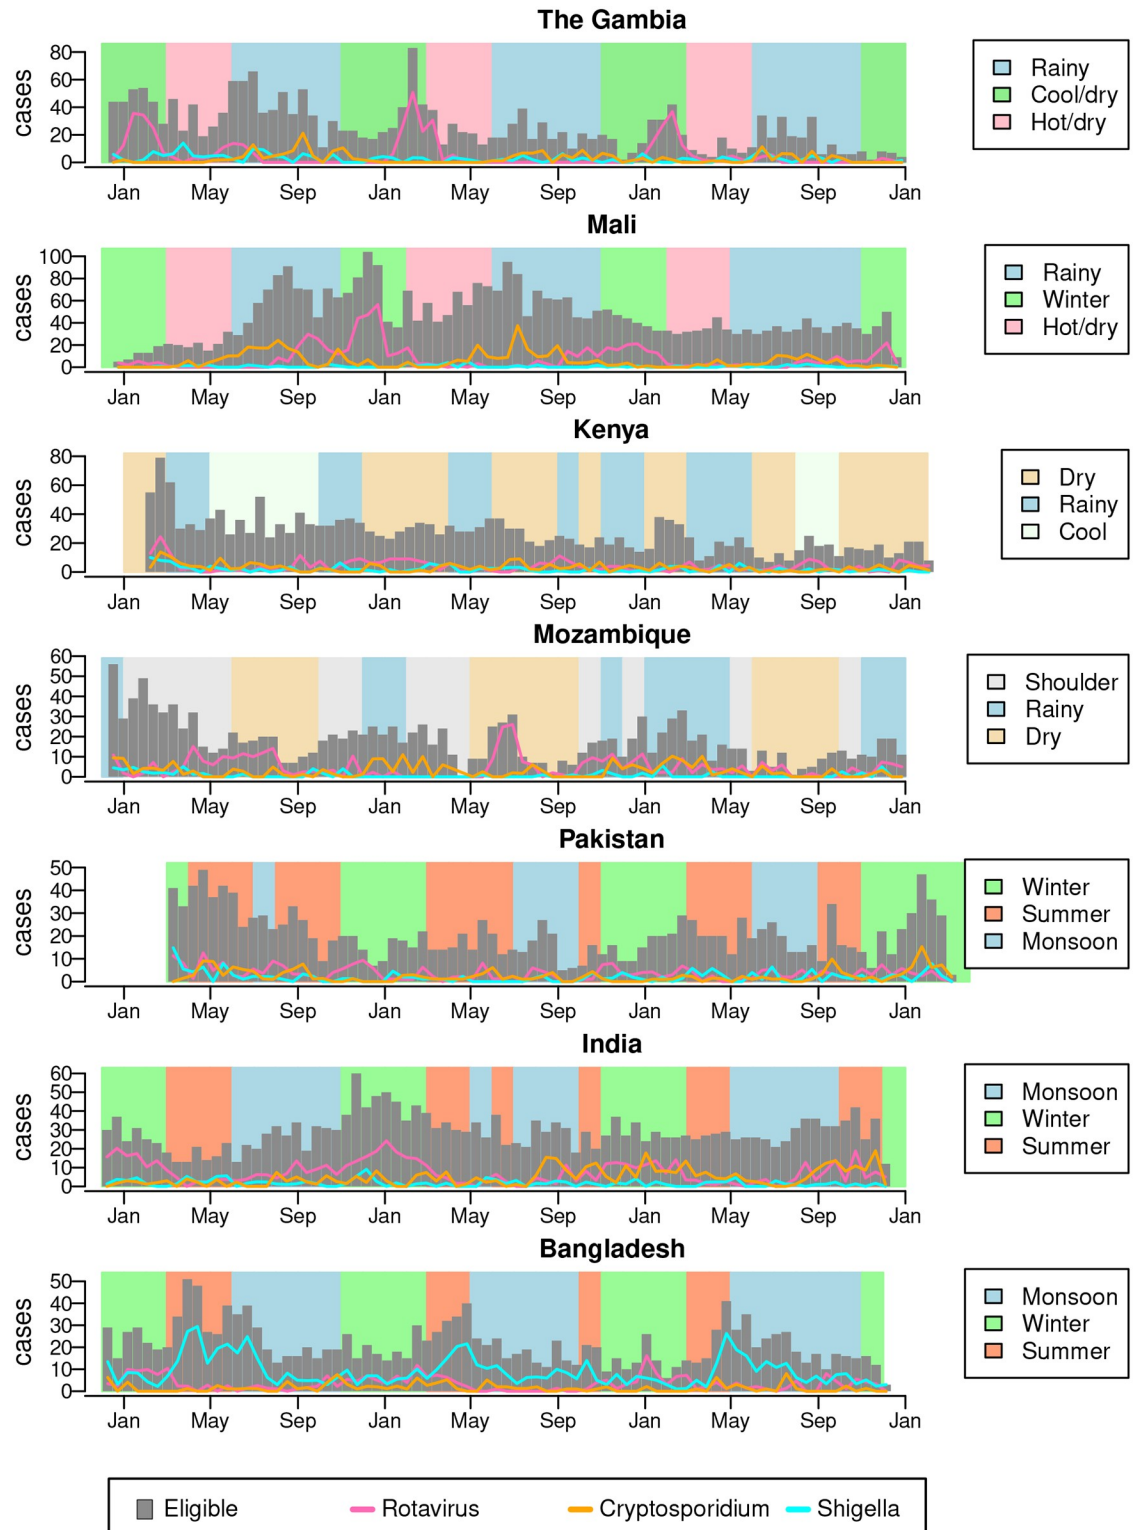 The Gambia
cases
80
60
40
20
0
Jan May Sep Jan May Sep Jan May Sep Jan
Rainy
Cool/dry
Hot/dry
Mali
cases
100
80
60
40
20
0
Jan May Sep Jan May Sep Jan May Sep Jan
Rainy
Winter
Hot/dry
Kenya
cases
80
60
40
20
0
Jan May Sep Jan May Sep Jan May Sep Jan
Dry
Rainy
Cool
Mozambique
cases
60
50
40
30
20
10
0
Jan May Sep Jan May Sep Jan May Sep Jan
Shoulder
Rainy
Dry
Pakistan
cases
50
40
30
20
10
0
Jan May Sep Jan May Sep Jan May Sep Jan
Winter
Summer
Monsoon
India
cases
60
50
40
30
20
10
0
Jan May Sep Jan May Sep Jan May Sep Jan
Monsoon
Winter
Summer
Bangladesh
cases
50
40
30
20
10
0
Jan May Sep Jan May Sep Jan May Sep Jan
Monsoon
Winter
Summer
Eligible Rotavirus Cryptosporidium Shigella